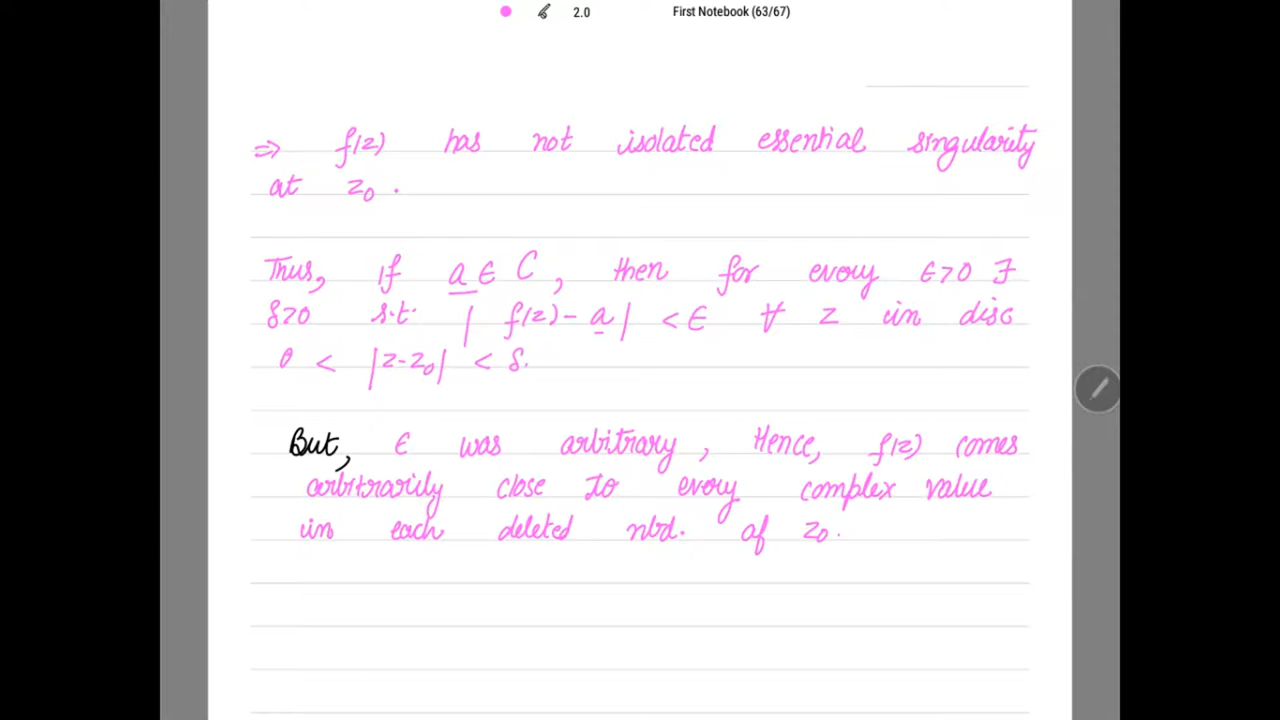 2.0 First Notebook (63/67)
⇒ f(z) has not isolated essential singularity
at z₀.
Thus, If a ∈ C, then for every ∈>0 ∃
δ>0 s.t. | f(z) - a | < ∈ ∀ z in disc
0 < |z-z₀| < δ.
But, ∈ was arbitrary, Hence, f(z) comes
arbitrarily close to every complex value
in each deleted nbd. of z₀.